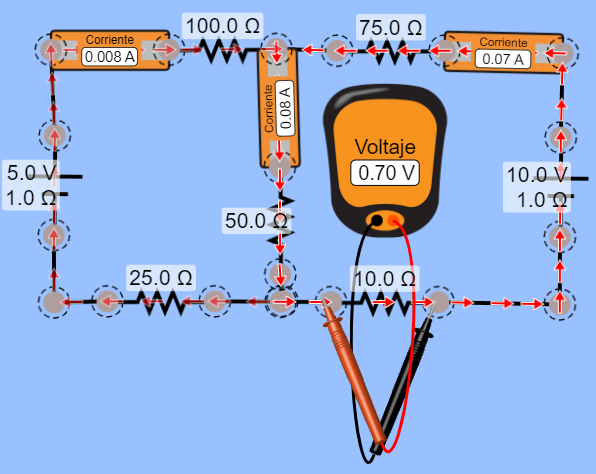 100.0 Ω
75.0 Ω
Corriente
0.008 A
Corriente
0.07 A
Corriente
0.08 A
Voltaje
0.70 V
5.0 V
1.0 Ω
10.0 V
1.0 Ω
50.0 Ω
25.0 Ω
10.0 Ω